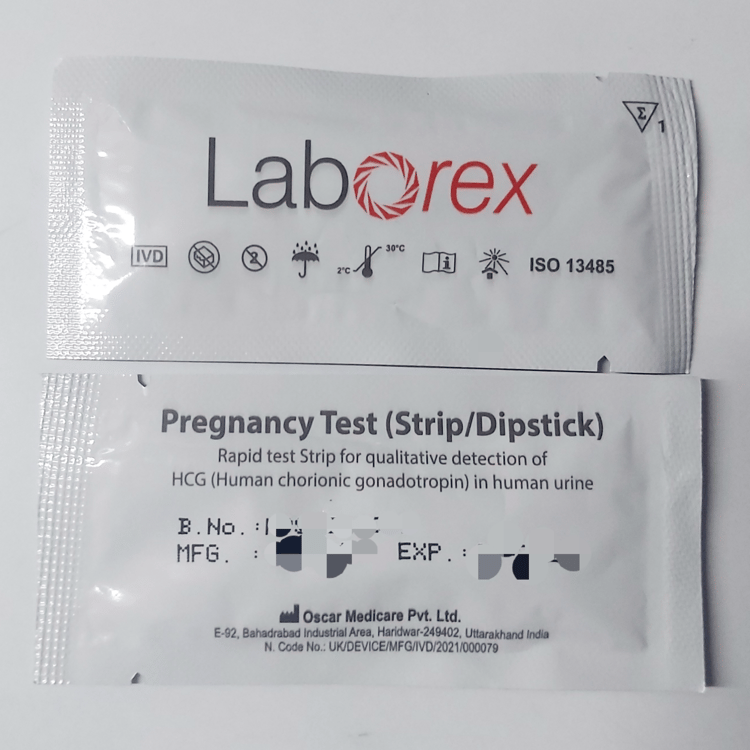 Σ
1
Laborex
IVD
2
2°C
30°C
i
ISO 13485
Pregnancy Test (Strip/Dipstick)
Rapid test Strip for qualitative detection of
HCG (Human chorionic gonadotropin) in human urine
B.No.:
MFG. :
EXP.:
Oscar Medicare Pvt. Ltd.
E-92, Bahadrabad Industrial Area, Haridwar-249402, Uttarakhand India
N. Code No.: UK/DEVICE/MFG/IVD/2021/000079